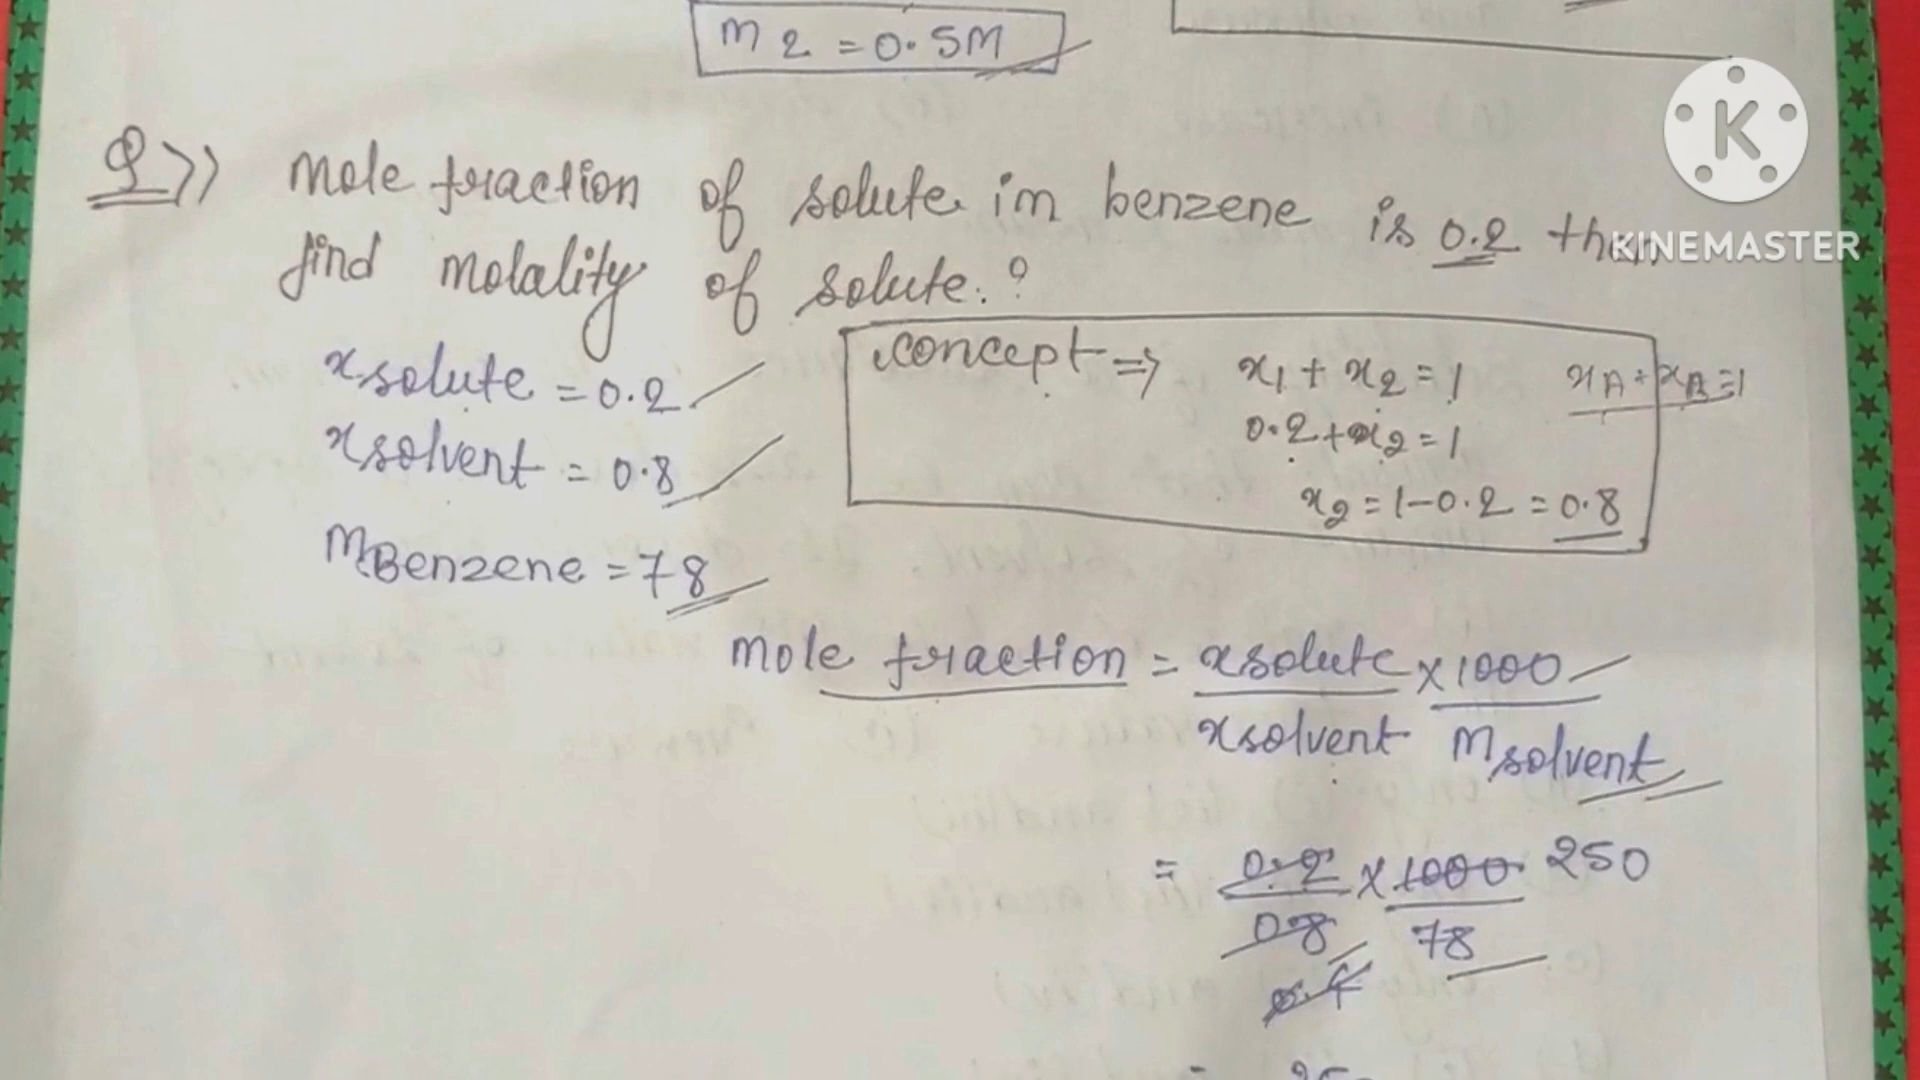 m2 = 0.5M
K
KINEMASTER
Q>> Mole fraction of solute in benzene is 0.2 then
find Molality of solute.?
xsolute = 0.2
xsolvent = 0.8
MBenzene = 78
concept => x1 + x2 = 1 xA + xB = 1
0.2 + x2 = 1
x2 = 1 - 0.2 = 0.8
Mole fraction = xsolute × 1000
xsolvent Msolvent
= 0.2 × 1000 250
0.8 78